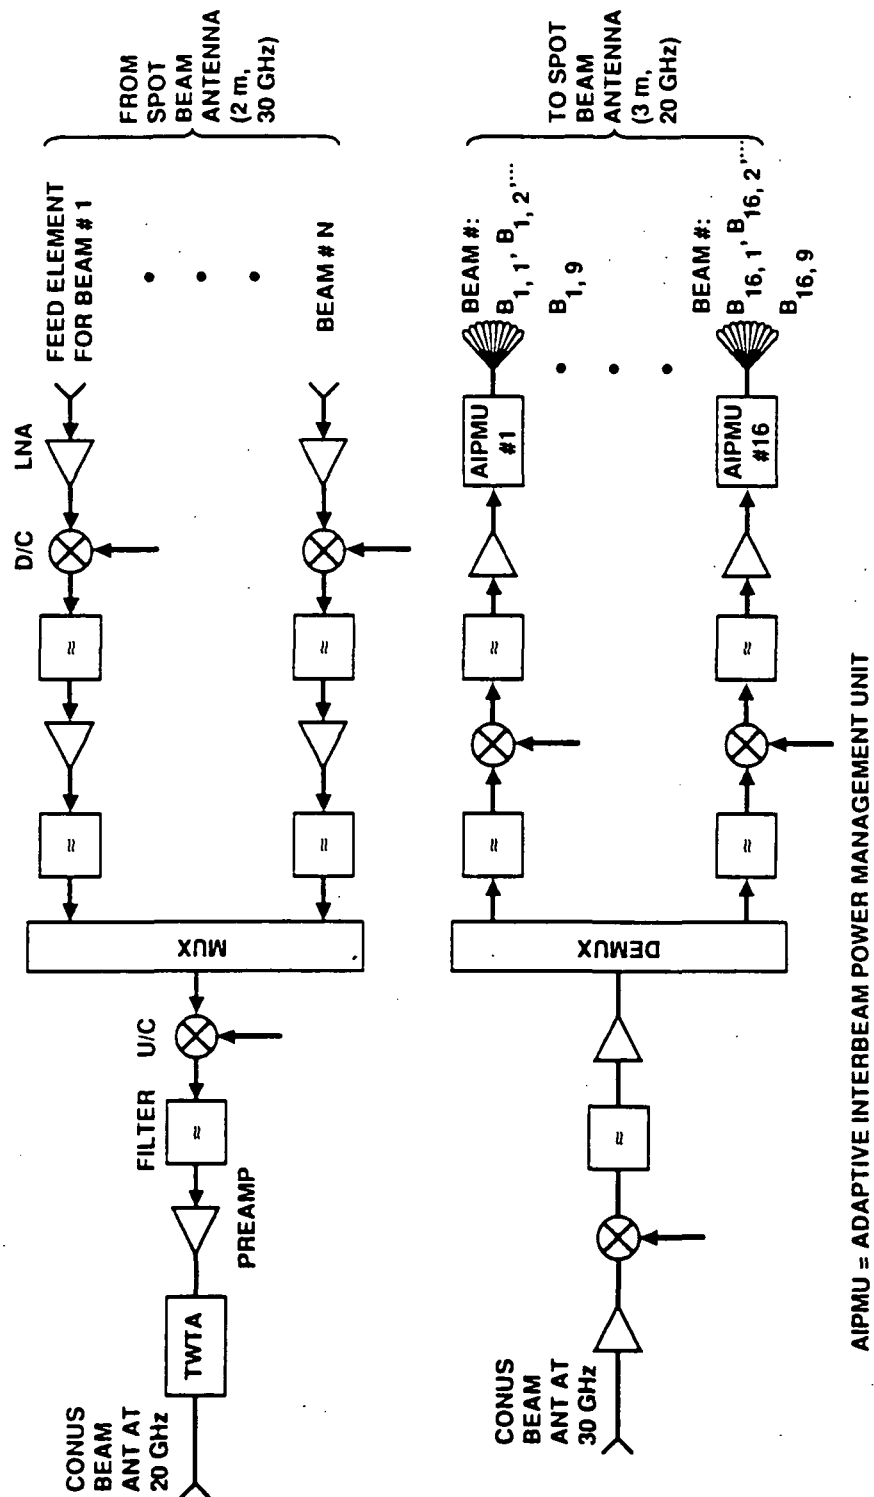 CONUS
BEAM
ANT AT
20 GHz
TWTA
PREAMP
FILTER
U/C
MUX
D/C
LNA
FEED ELEMENT
FOR BEAM # 1
BEAM # N
FROM
SPOT
BEAM
ANTENNA
(2 m,
30 GHz)
CONUS
BEAM
ANT AT
30 GHz
DEMUX
AIPMU
#1
BEAM #:
B1, 1, B1, 2,....
B1, 9
AIPMU
#16
BEAM #:
B16, 1, B16, 2,....
B16, 9
TO SPOT
BEAM
ANTENNA
(3 m,
20 GHz)
AIPMU = ADAPTIVE INTERBEAM POWER MANAGEMENT UNIT